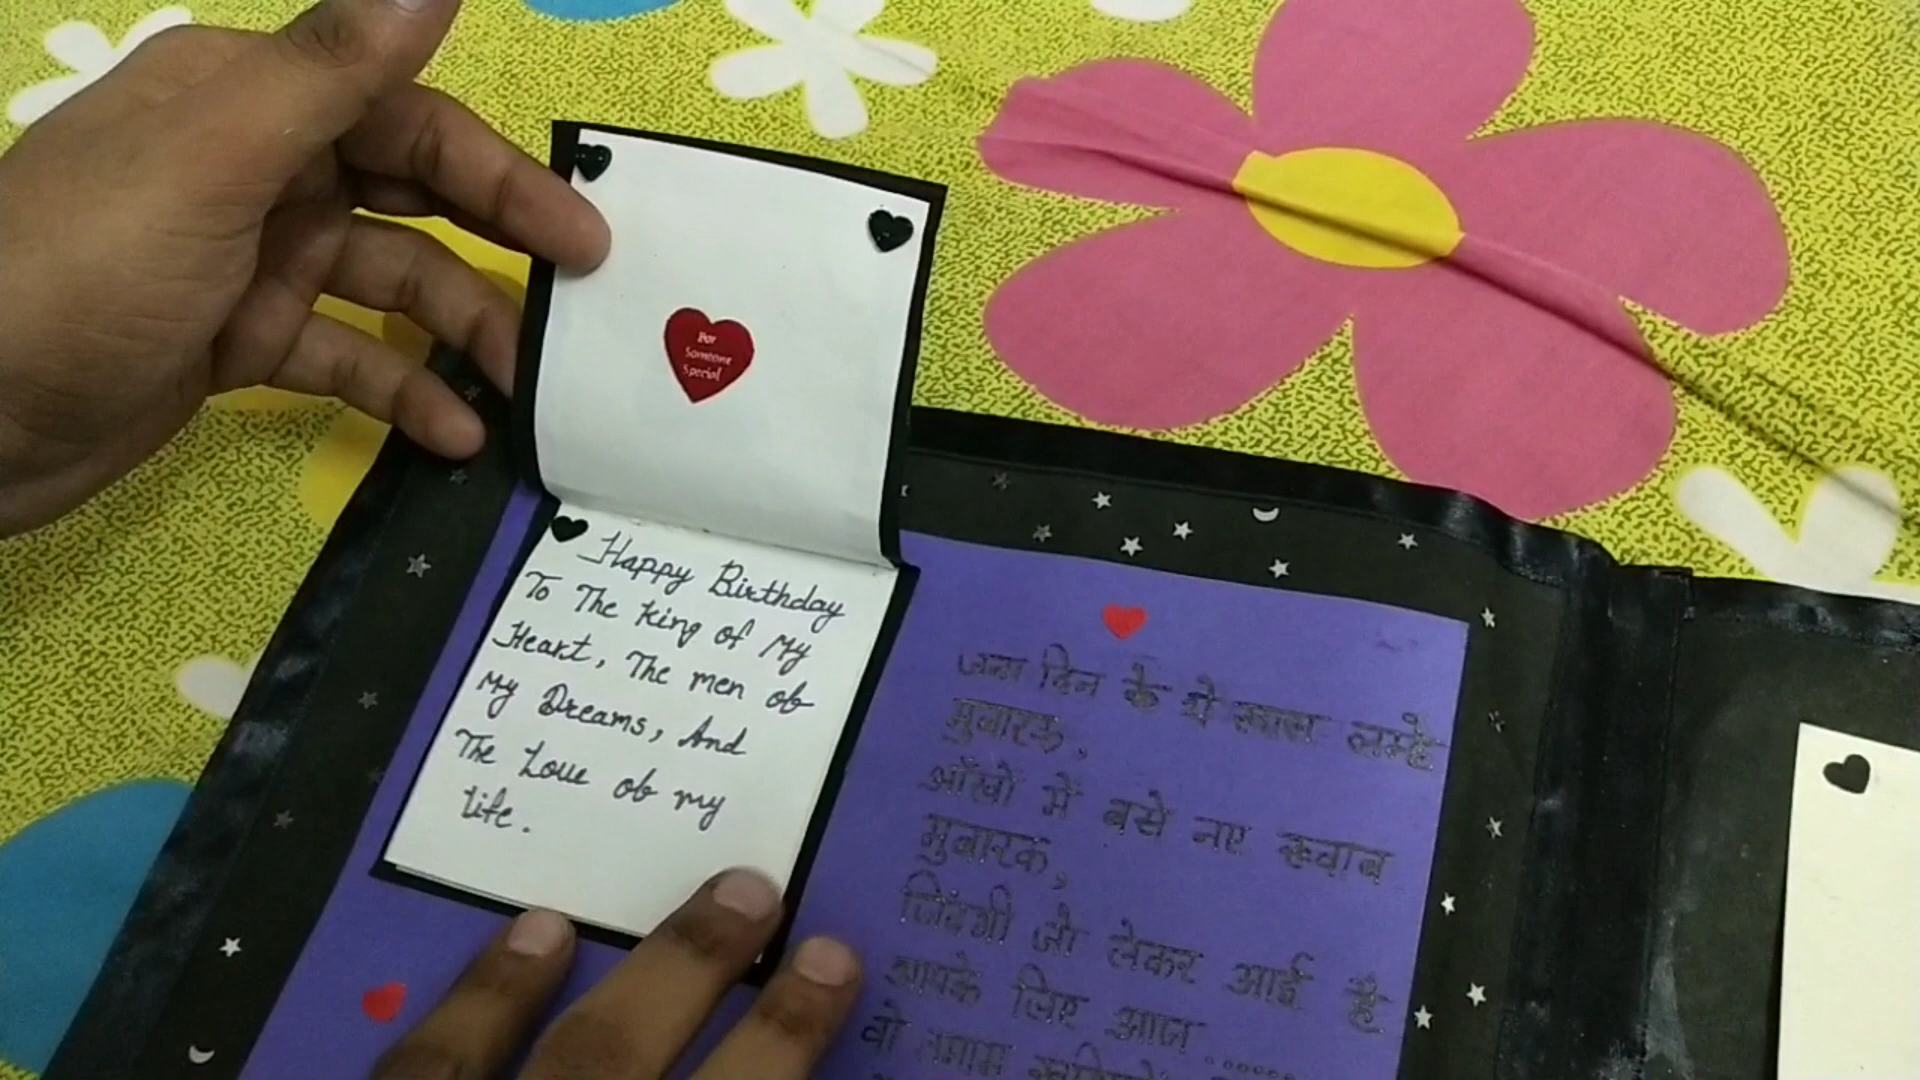 For
Someone
Special
Happy Birthday
To The King of My
Heart, The men ob
My Dreams, And
The Love ob my
Life.
जन्म दिन के ये खास लम्हे
मुबारक,
आँखों में बसे नए ख्वाब
मुबारक,
जिंदगी जो लेकर आई है
आपके लिए आज ........
वो तमाम